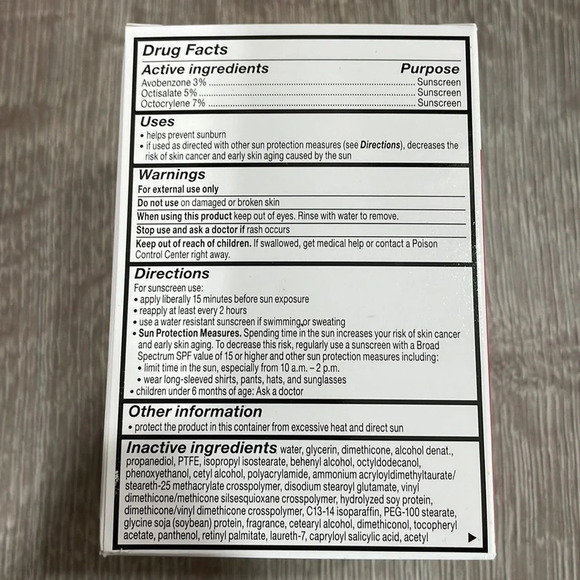 Drug Facts
Active ingredients Purpose
Avobenzone 3% ........ Sunscreen
Octisalate 5% ........ Sunscreen
Octocrylene 7% ........ Sunscreen
Uses
• helps prevent sunburn
• if used as directed with other sun protection measures (see Directions), decreases the
risk of skin cancer and early skin aging caused by the sun
Warnings
For external use only
Do not use on damaged or broken skin
When using this product keep out of eyes. Rinse with water to remove.
Stop use and ask a doctor if rash occurs
Keep out of reach of children. If swallowed, get medical help or contact a Poison
Control Center right away.
Directions
For sunscreen use:
• apply liberally 15 minutes before sun exposure
• reapply at least every 2 hours
• use a water resistant sunscreen if swimming or sweating
• Sun Protection Measures. Spending time in the sun increases your risk of skin cancer
and early skin aging. To decrease this risk, regularly use a sunscreen with a Broad
Spectrum SPF value of 15 or higher and other sun protection measures including:
• limit time in the sun, especially from 10 a.m. – 2 p.m.
• wear long-sleeved shirts, pants, hats, and sunglasses
• children under 6 months of age: Ask a doctor
Other information
• protect the product in this container from excessive heat and direct sun
Inactive ingredients water, glycerin, dimethicone, alcohol denat.,
propanediol, PTFE, isopropyl isostearate, behenyl alcohol, octyldodecanol,
phenoxyethanol, cetyl alcohol, polyacrylamide, ammonium acryloyldimethyltaurate/
steareth-25 methacrylate crosspolymer, disodium stearoyl glutamate, vinyl
dimethicone/methicone silsesquioxane crosspolymer, hydrolyzed soy protein,
dimethicone/vinyl dimethicone crosspolymer, C13-14 isoparaffin, PEG-100 stearate,
glycine soja (soybean) protein, fragrance, cetearyl alcohol, dimethiconol, tocopheryl
acetate, panthenol, retinyl palmitate, laureth-7, capryloyl salicylic acid, acetyl